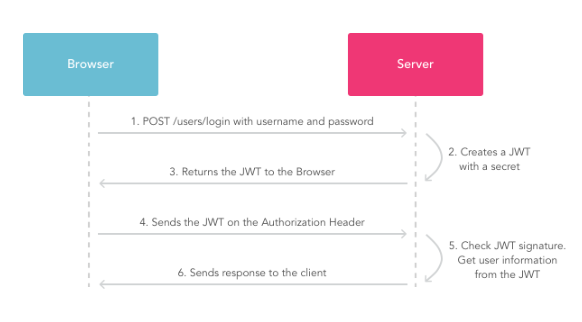 Browser
Server
1. POST /users/login with username and password
2. Creates a JWT
with a secret
3. Returns the JWT to the Browser
4. Sends the JWT on the Authorization Header
5. Check JWT signature.
Get user information
from the JWT
6. Sends response to the client